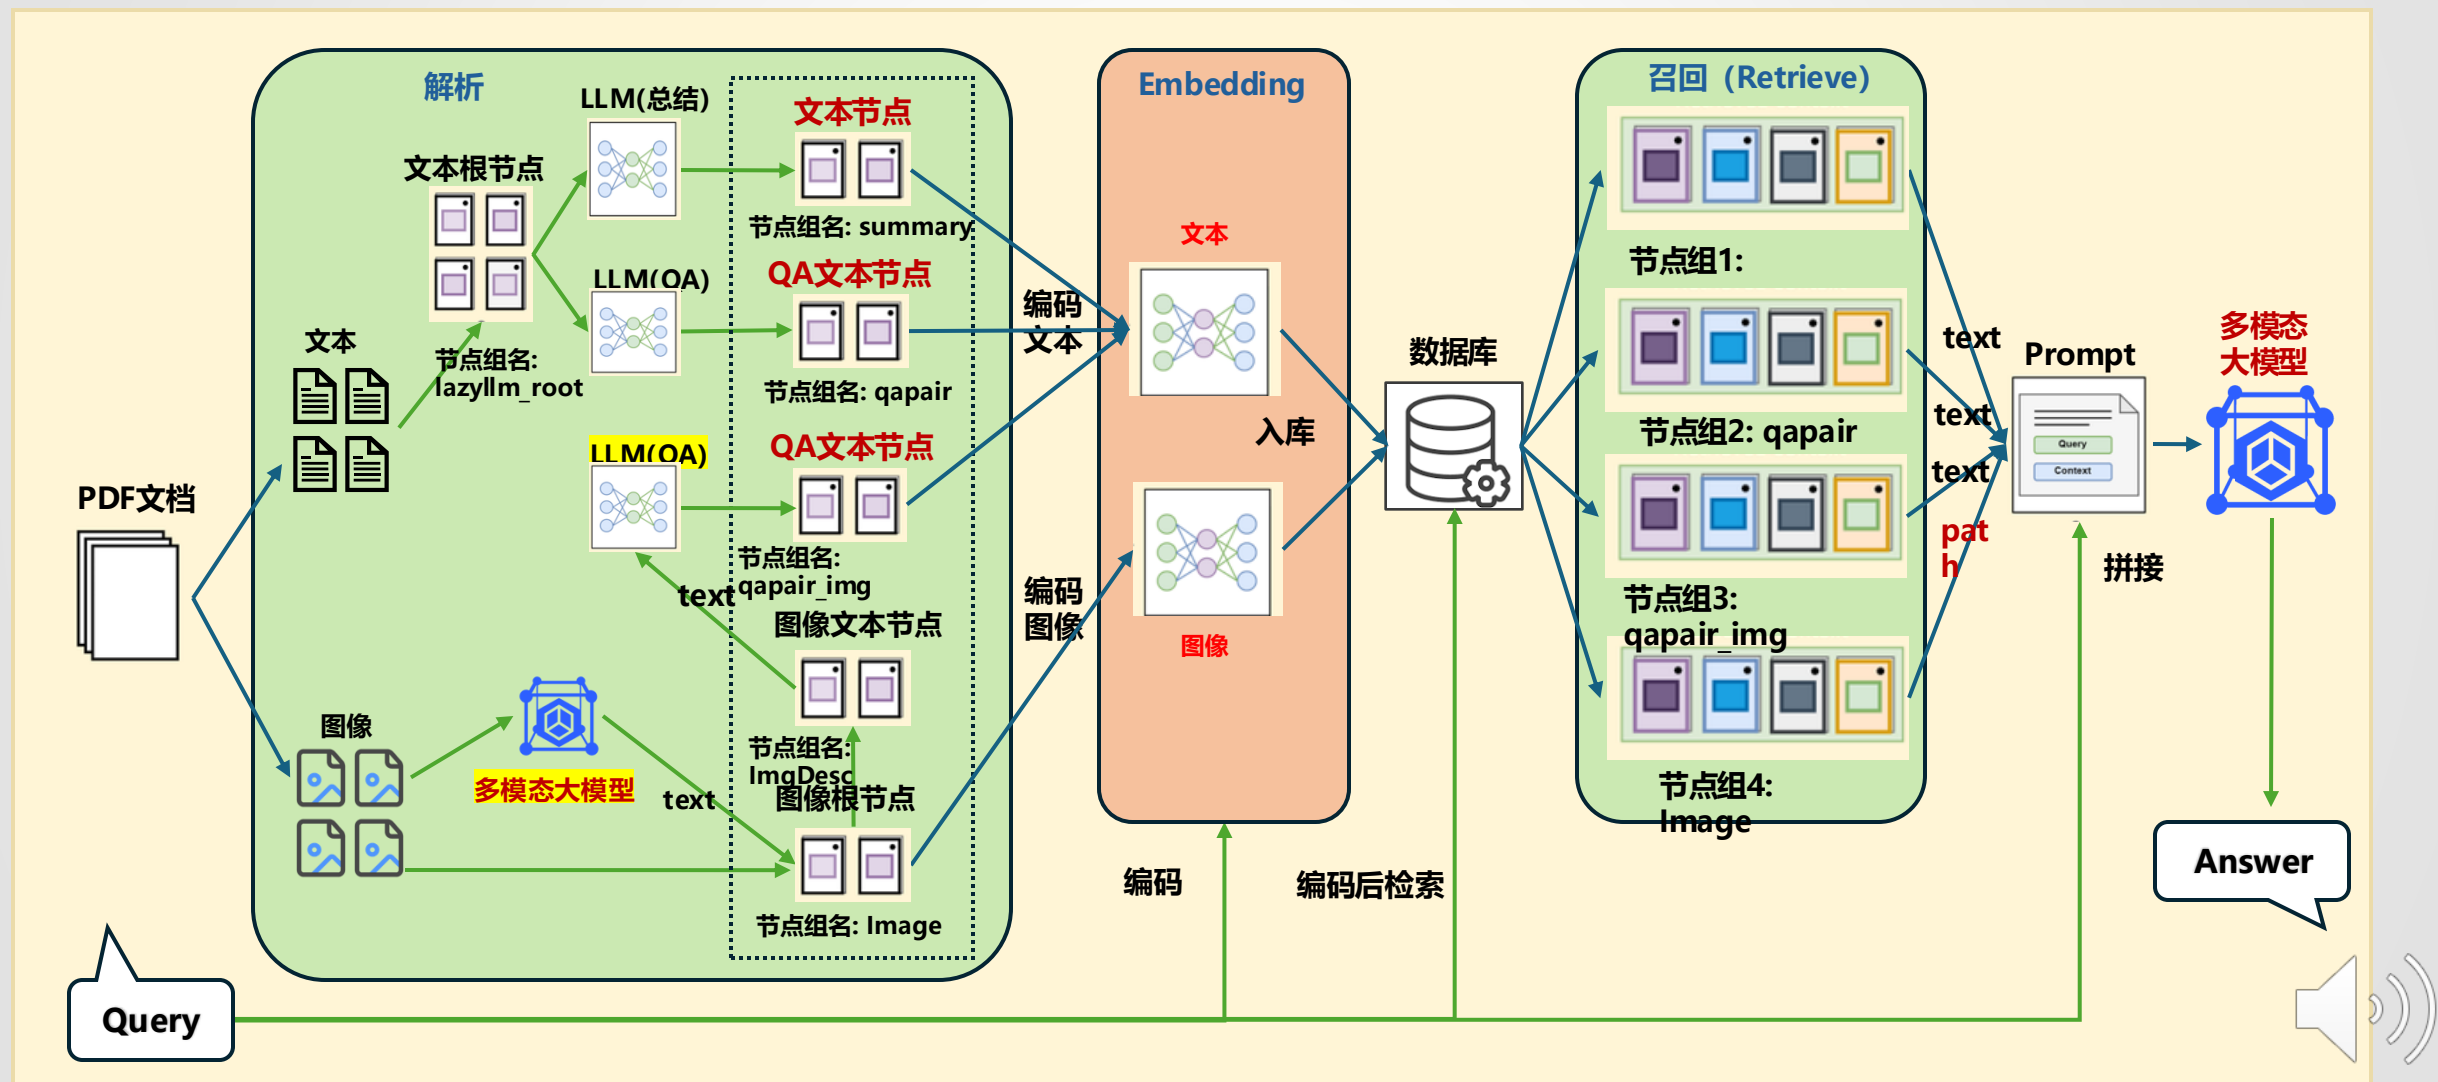 解析
LLM(总结)
文本节点
文本根节点
节点组名: summary
LLM(QA)
QA文本节点
文本
节点组名:
lazyllm_root
节点组名: qapair
LLM(QA)
QA文本节点
PDF文档
节点组名:
qapair_img
text
图像文本节点
图像
节点组名:
ImgDesc
多模态大模型
text
图像根节点
节点组名: Image
Query
Embedding
文本
编码
文本
编码
图像
图像
入库
数据库
编码
编码后检索
召回（Retrieve）
节点组1:
节点组2: qapair
节点组3:
qapair_img
节点组4:
Image
text
text
text
pat
h
Prompt
Query
Context
拼接
多模态
大模型
Answer